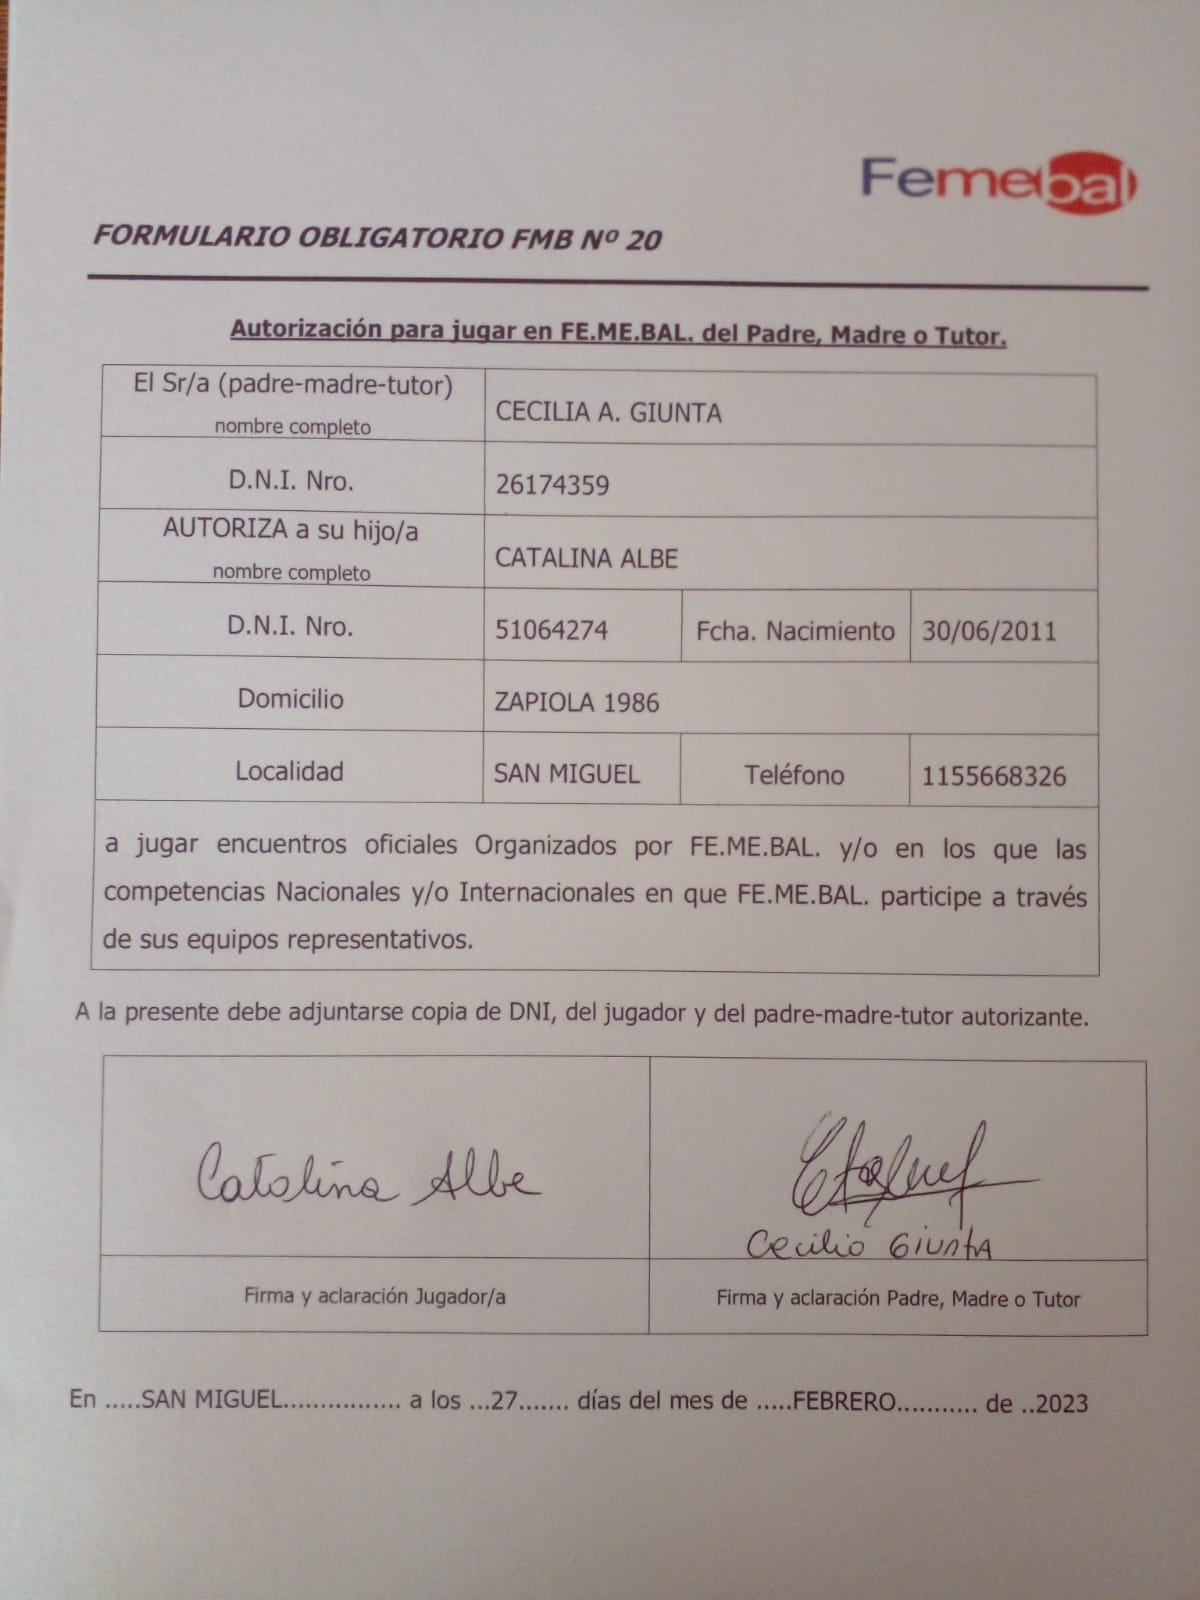 Femebal
FORMULARIO OBLIGATORIO FMB Nº 20
Autorización para jugar en FE.ME.BAL. del Padre, Madre o Tutor.
El Sr/a (padre-madre-tutor)
nombre completo
CECILIA A. GIUNTA
D.N.I. Nro.
26174359
AUTORIZA a su hijo/a
nombre completo
CATALINA ALBE
D.N.I. Nro.
51064274
Fcha. Nacimiento
30/06/2011
Domicilio
ZAPIOLA 1986
Localidad
SAN MIGUEL
Teléfono
1155668326
a jugar encuentros oficiales Organizados por FE.ME.BAL. y/o en los que las
competencias Nacionales y/o Internacionales en que FE.ME.BAL. participe a través
de sus equipos representativos.
A la presente debe adjuntarse copia de DNI, del jugador y del padre-madre-tutor autorizante.
Catalina Albe
Cecilia GIUNTA
Firma y aclaración Jugador/a
Firma y aclaración Padre, Madre o Tutor
En .....SAN MIGUEL................ a los ...27....... días del mes de .....FEBRERO........... de ..2023